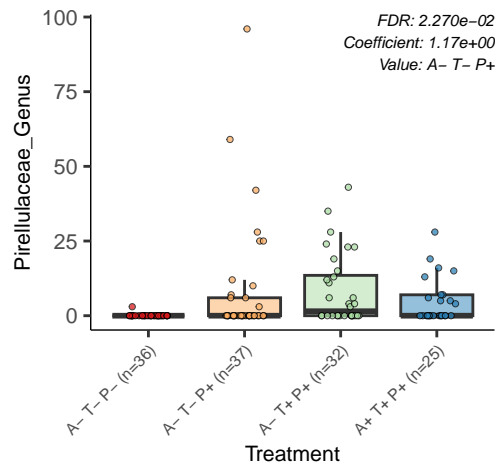 FDR: 2.270e−02
Coefficient: 1.17e+00
Value: A− T− P+
100
75
50
25
0
Pirellulaceae_Genus
A− T− P− (n=36)
A− T− P+ (n=37)
A− T+ P+ (n=32)
A+ T+ P+ (n=25)
Treatment